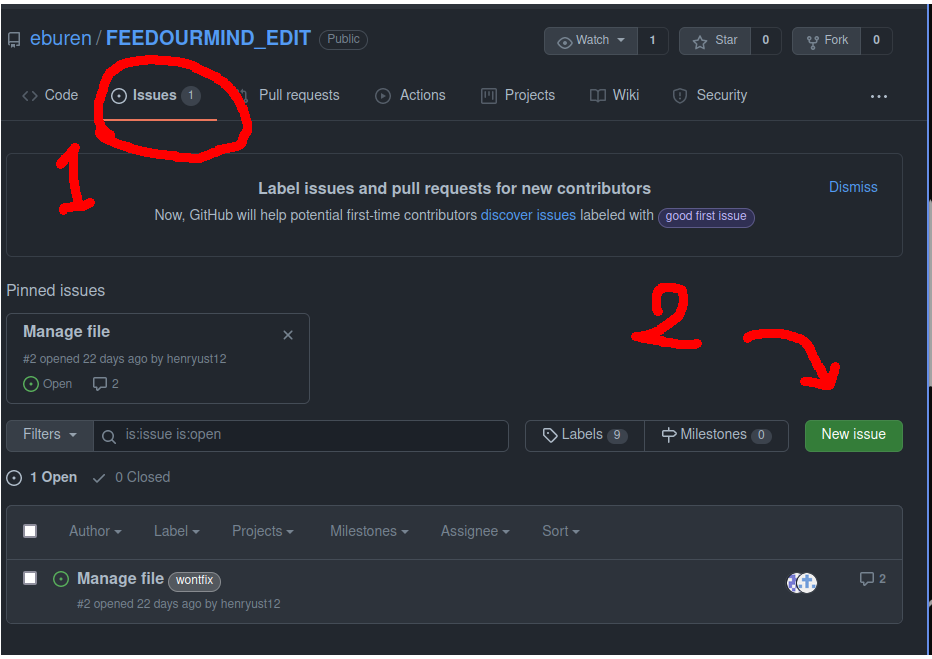 eburen / FEEDOURMIND_EDIT Public Watch 1 Star 0 Fork 0
Code Issues 1 Pull requests Actions Projects Wiki Security ...
1
Label issues and pull requests for new contributors Dismiss
Now, GitHub will help potential first-time contributors discover issues labeled with good first issue
Pinned issues
2
Manage file
#2 opened 22 days ago by henryust12
Open 2
Filters is:issue is:open Labels 9 Milestones 0 New issue
1 Open 0 Closed
Author Label Projects Milestones Assignee Sort
Manage file wontfix 2
#2 opened 22 days ago by henryust12